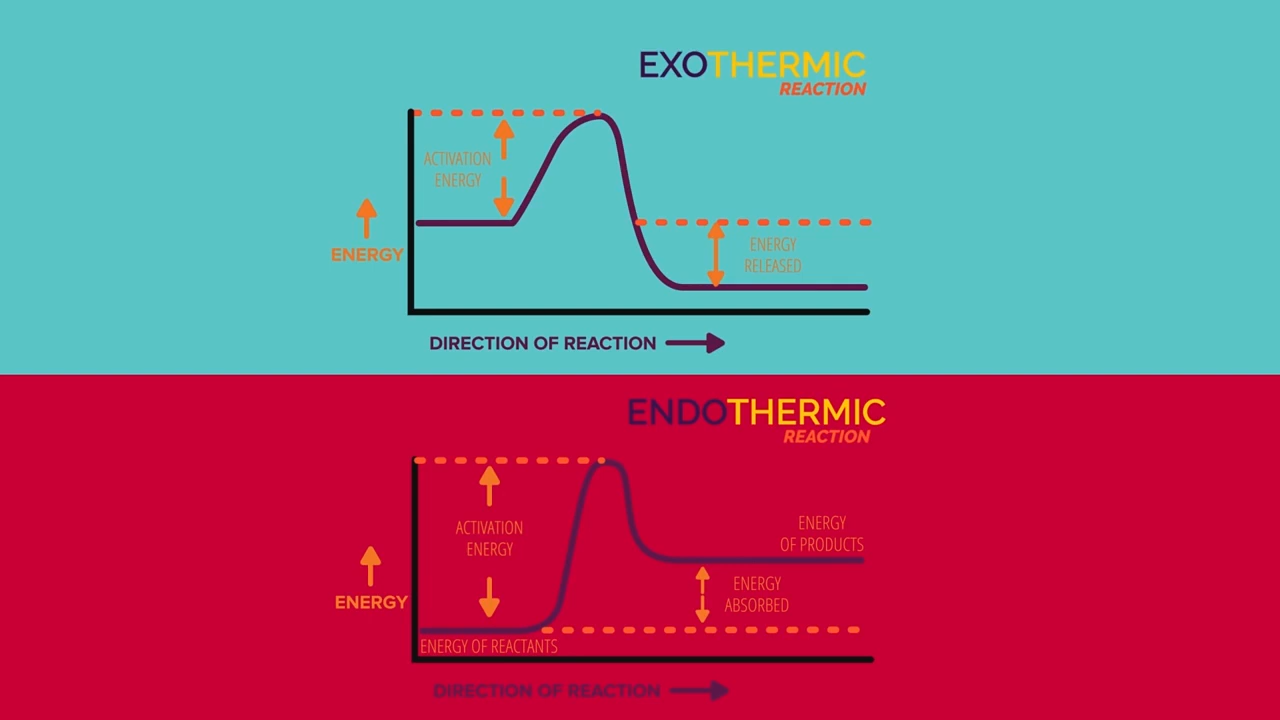 EXOTHERMIC
REACTION
ACTIVATION
ENERGY
ENERGY
ENERGY
RELEASED
DIRECTION OF REACTION
ENDOTHERMIC
REACTION
ACTIVATION
ENERGY
ENERGY
OF PRODUCTS
ENERGY
ENERGY
ABSORBED
ENERGY OF REACTANTS
DIRECTION OF REACTION